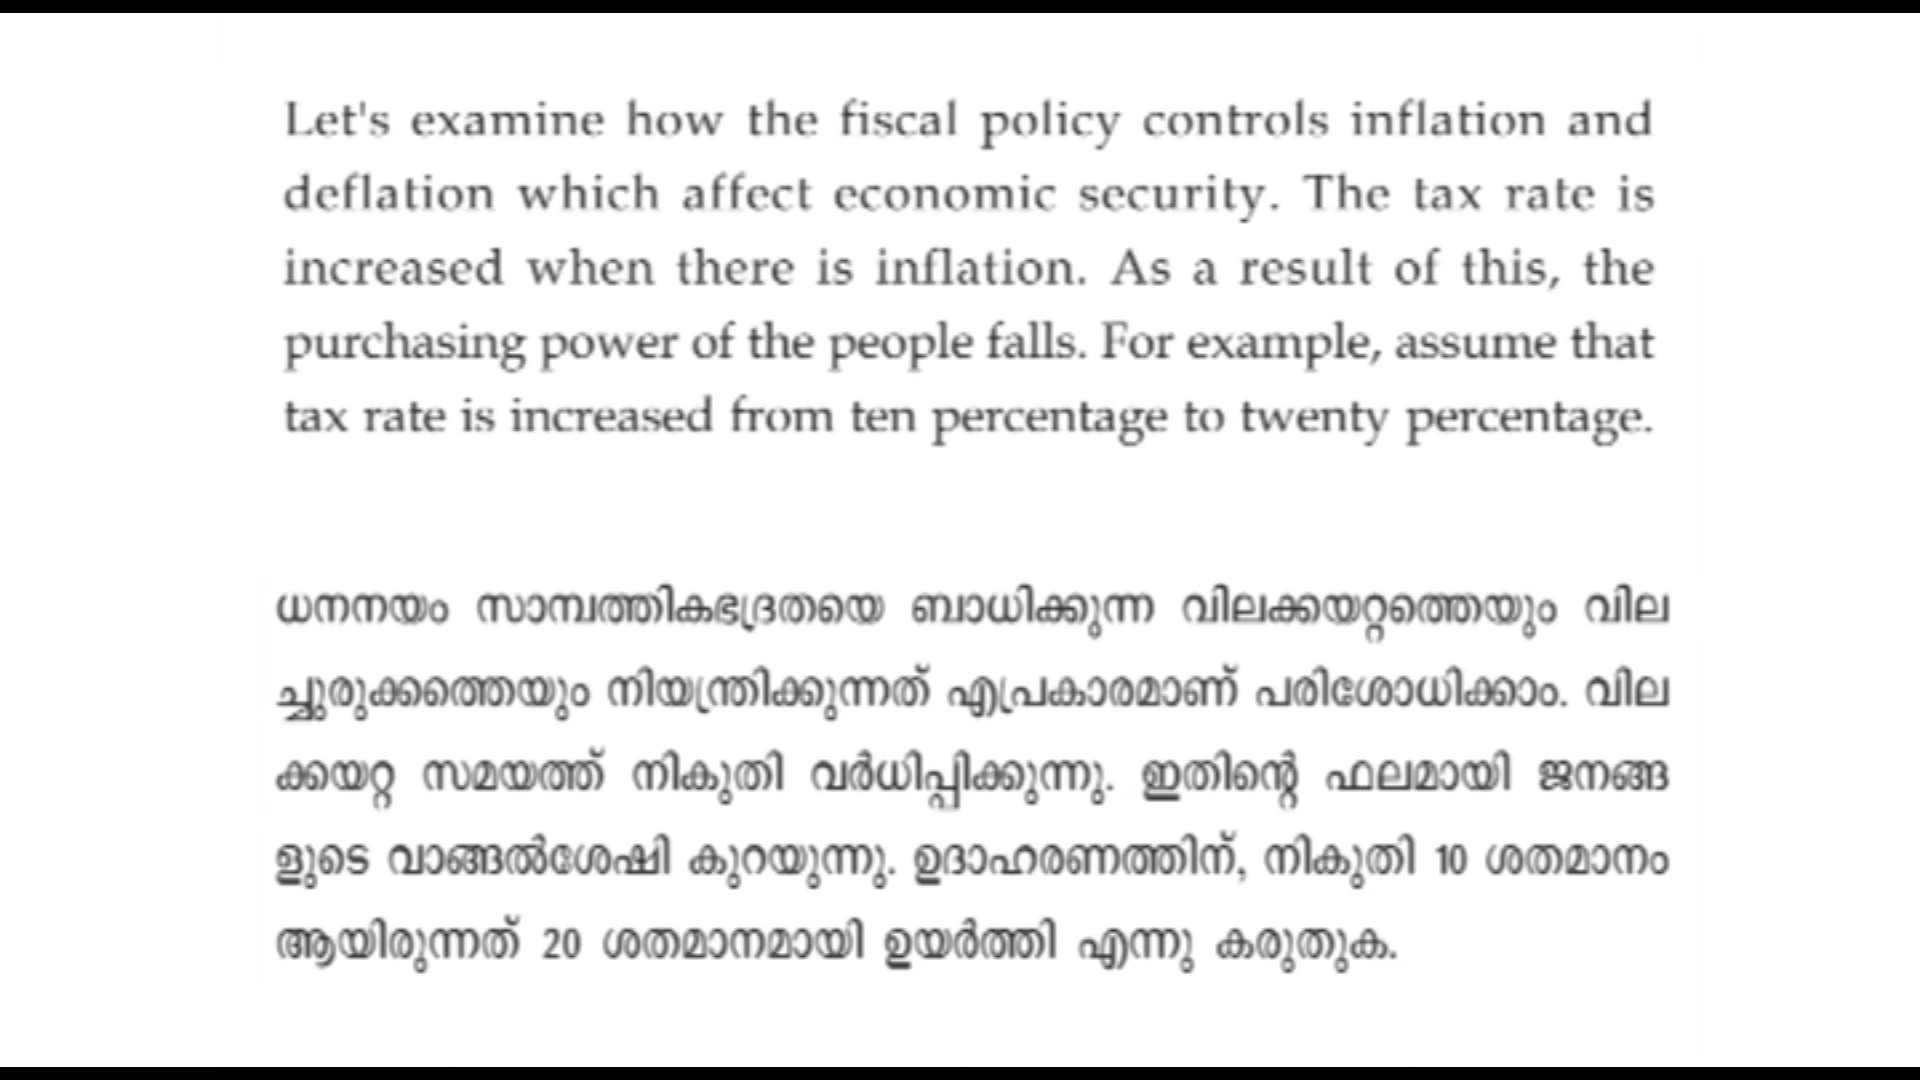 Let's examine how the fiscal policy controls inflation and
deflation which affect economic security. The tax rate is
increased when there is inflation. As a result of this, the
purchasing power of the people falls. For example, assume that
tax rate is increased from ten percentage to twenty percentage.
ധനനയം സാമ്പത്തികഭദ്രതയെ ബാധിക്കുന്ന വിലക്കയറ്റത്തെയും വില
ച്ചുരുക്കത്തെയും നിയന്ത്രിക്കുന്നത് എപ്രകാരമാണ് പരിശോധിക്കാം. വില
ക്കയറ്റ സമയത്ത് നികുതി വർധിപ്പിക്കുന്നു. ഇതിന്റെ ഫലമായി ജനങ്ങ
ളുടെ വാങ്ങൽശേഷി കുറയുന്നു. ഉദാഹരണത്തിന്, നികുതി 10 ശതമാനം
ആയിരുന്നത് 20 ശതമാനമായി ഉയർത്തി എന്നു കരുതുക.